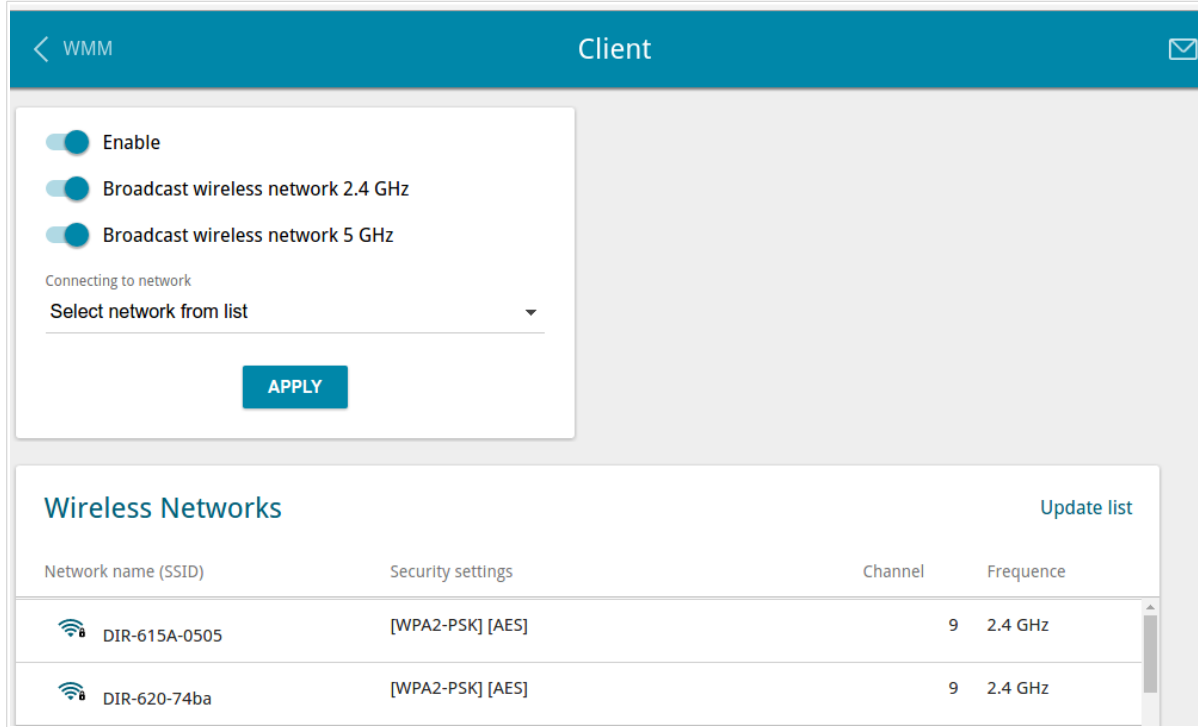 WMM Client
Enable
Broadcast wireless network 2.4 GHz
Broadcast wireless network 5 GHz
Connecting to network
Select network from list
APPLY
Wireless Networks Update list
Network name (SSID) Security settings Channel Frequence
DIR-615A-0505 [WPA2-PSK] [AES] 9 2.4 GHz
DIR-620-74ba [WPA2-PSK] [AES] 9 2.4 GHz